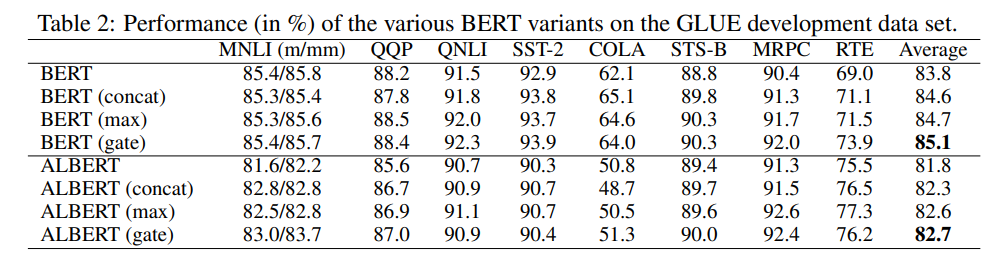 Table 2: Performance (in %) of the various BERT variants on the GLUE development data set.
MNLI (m/mm) QQP QNLI SST-2 COLA STS-B MRPC RTE Average
BERT 85.4/85.8 88.2 91.5 92.9 62.1 88.8 90.4 69.0 83.8
BERT (concat) 85.3/85.4 87.8 91.8 93.8 65.1 89.8 91.3 71.1 84.6
BERT (max) 85.3/85.6 88.5 92.0 93.7 64.6 90.3 91.7 71.5 84.7
BERT (gate) 85.4/85.7 88.4 92.3 93.9 64.0 90.3 92.0 73.9 85.1
ALBERT 81.6/82.2 85.6 90.7 90.3 50.8 89.4 91.3 75.5 81.8
ALBERT (concat) 82.8/82.8 86.7 90.9 90.7 48.7 89.7 91.5 76.5 82.3
ALBERT (max) 82.5/82.8 86.9 91.1 90.7 50.5 89.6 92.6 77.3 82.6
ALBERT (gate) 83.0/83.7 87.0 90.9 90.4 51.3 90.0 92.4 76.2 82.7